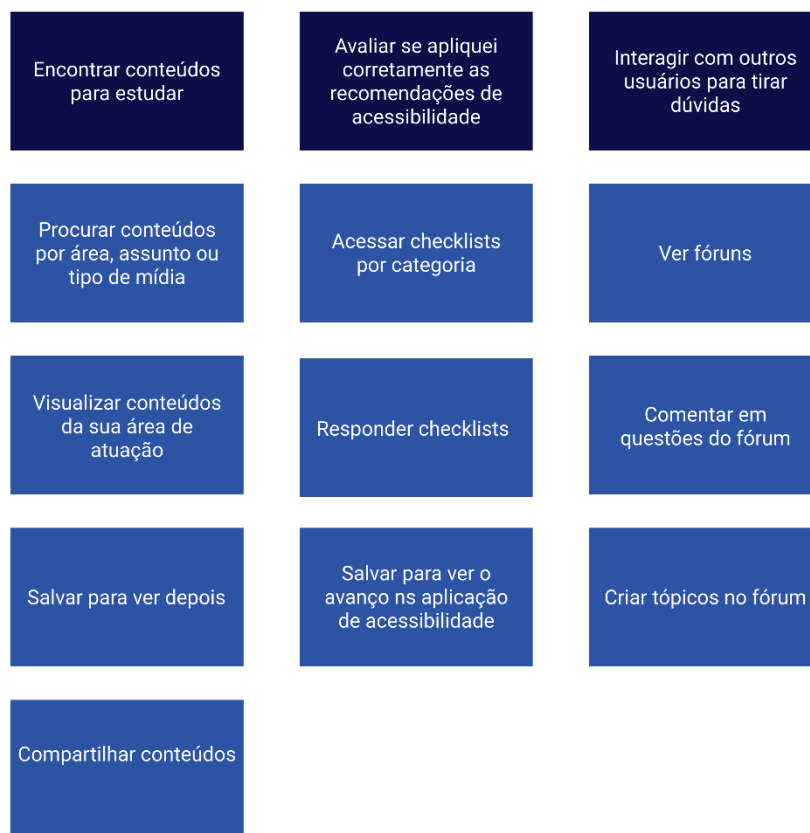 Encontrar conteúdos
para estudar
Avaliar se apliquei
corretamente as
recomendações de
acessibilidade
Interagir com outros
usuários para tirar
dúvidas
Procurar conteúdos
por área, assunto ou
tipo de mídia
Acessar checklists
por categoria
Ver fóruns
Visualizar conteúdos
da sua área de
atuação
Responder checklists
Comentar em
questões do fórum
Salvar para ver depois
Salvar para ver o
avanço ns aplicação
de acessibilidade
Criar tópicos no fórum
Compartilhar conteúdos